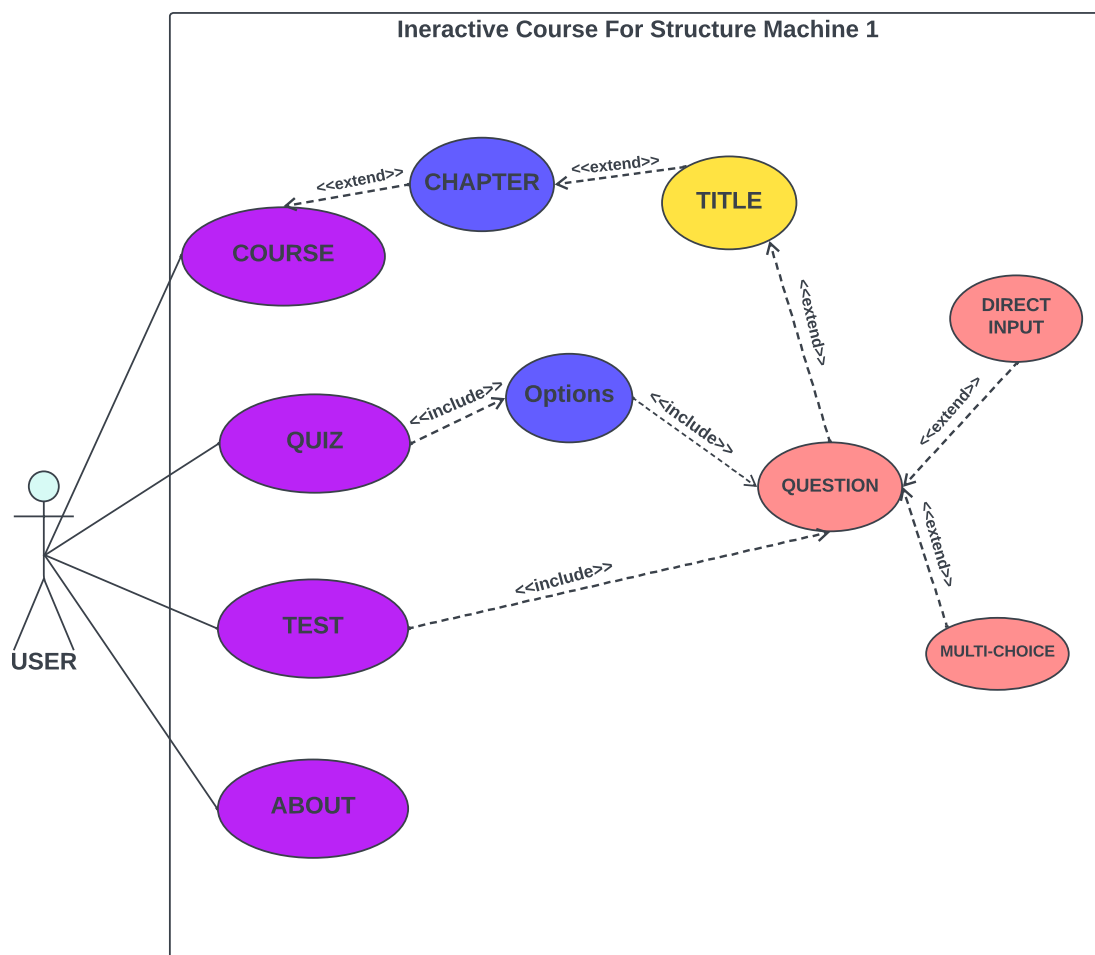 Ineractive Course For Structure Machine 1
<<extend>>
CHAPTER
<<extend>>
TITLE
COURSE
<<extend>>
DIRECT
INPUT
<<include>>
Options
<<include>>
<<extend>>
QUIZ
QUESTION
<<extend>>
<<include>>
TEST
MULTI-CHOICE
USER
ABOUT